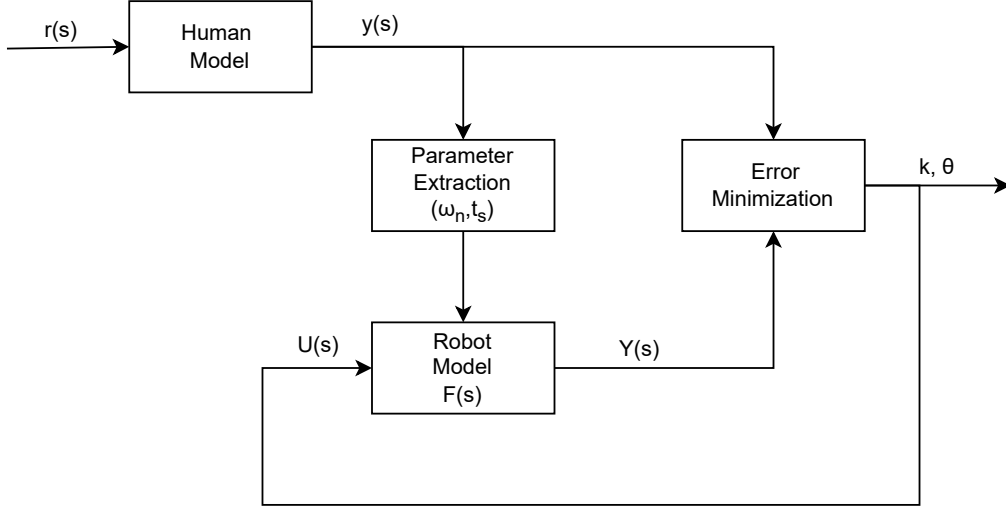 r(s)
Human
Model
y(s)
Parameter
Extraction
(ωn,ts)
Error
Minimization
k, θ
U(s)
Robot
Model
F(s)
Y(s)